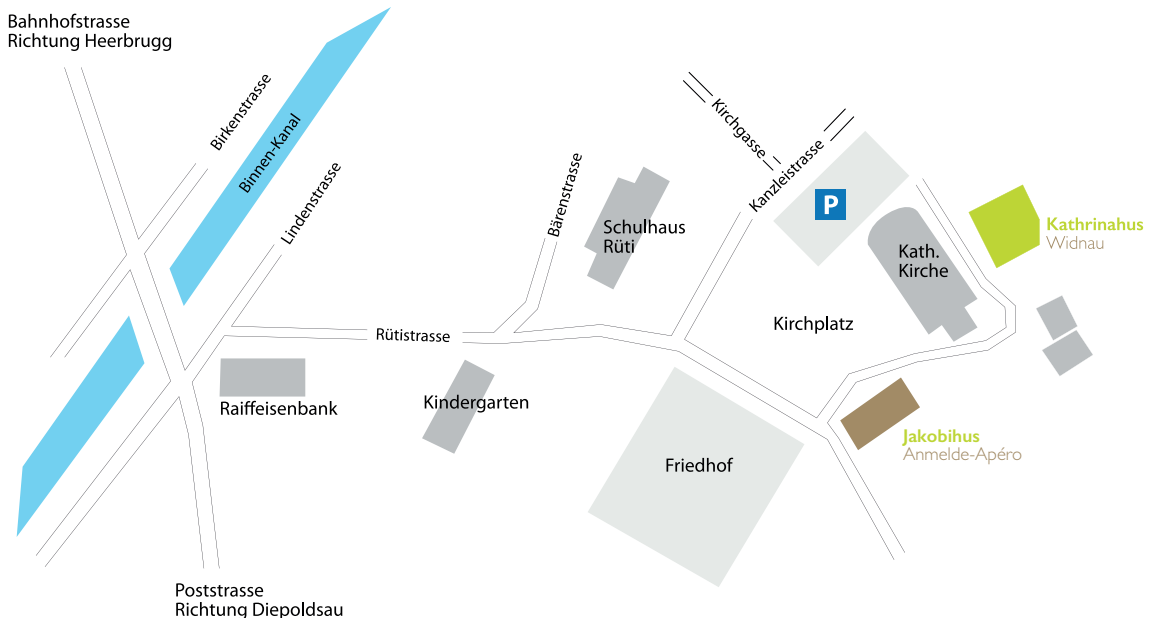 Bahnhofstrasse
Richtung Heerbrugg
Birkenstrasse
Binnen-Kanal
Lindenstrasse
Bärenstrasse
Kirchgasse
Kanzleistrasse
P
Schulhaus
Rüti
Kath.
Kirche
Kathrinahus
Widnau
Kirchplatz
Rütistrasse
Raiffeisenbank
Kindergarten
Friedhof
Jakobihus
Anmelde-Apéro
Poststrasse
Richtung Diepoldsau